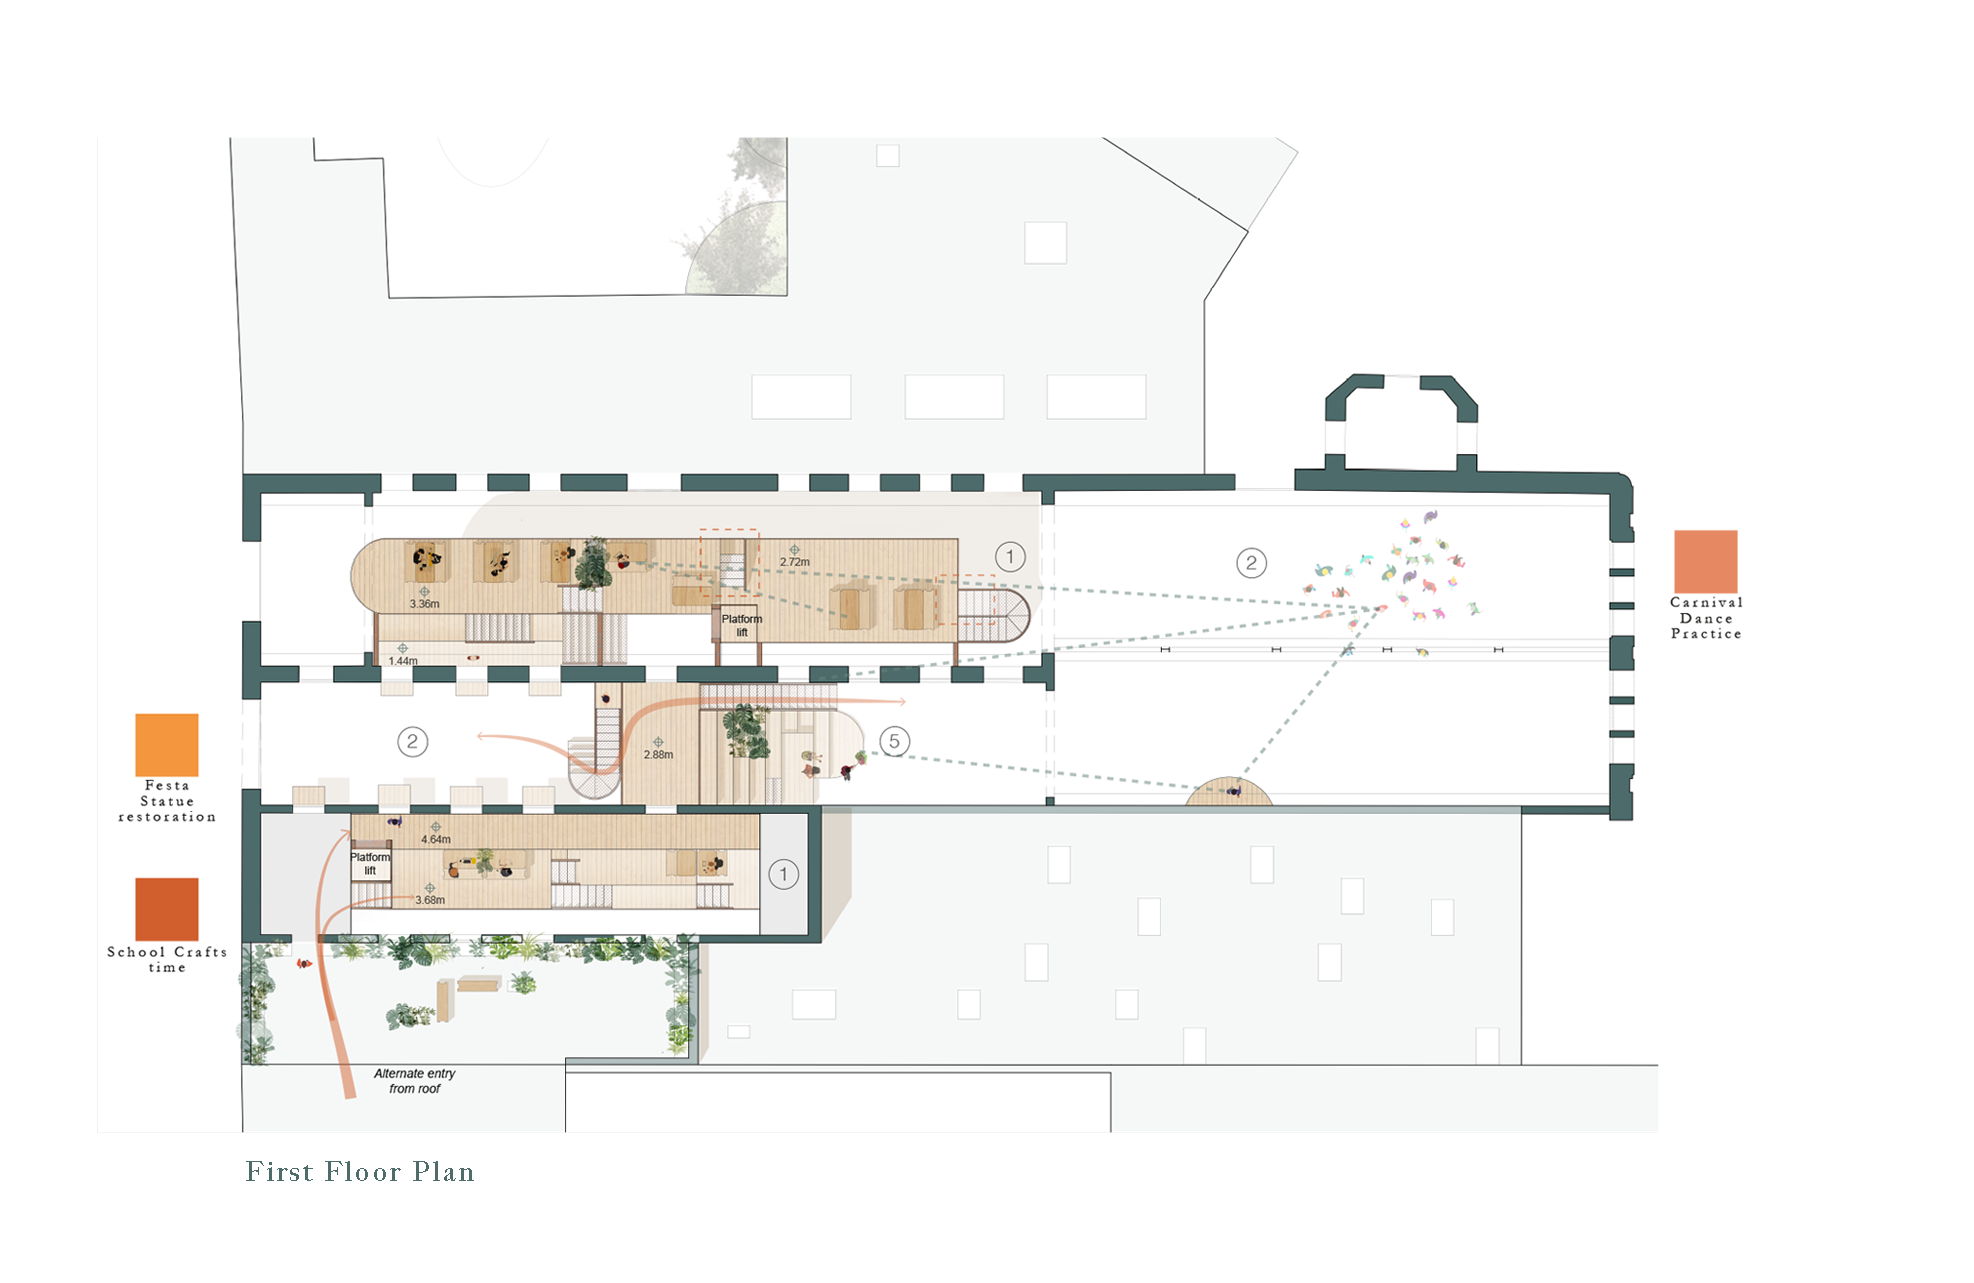 1
2
2.72m
3.36m
Platform
lift
1.44m
Carnival
Dance
Practice
2
5
2.88m
Festa
Statue
restoration
4.64m
Platform
lift
1
3.68m
School Crafts
time
Alternate entry
from roof
First Floor Plan